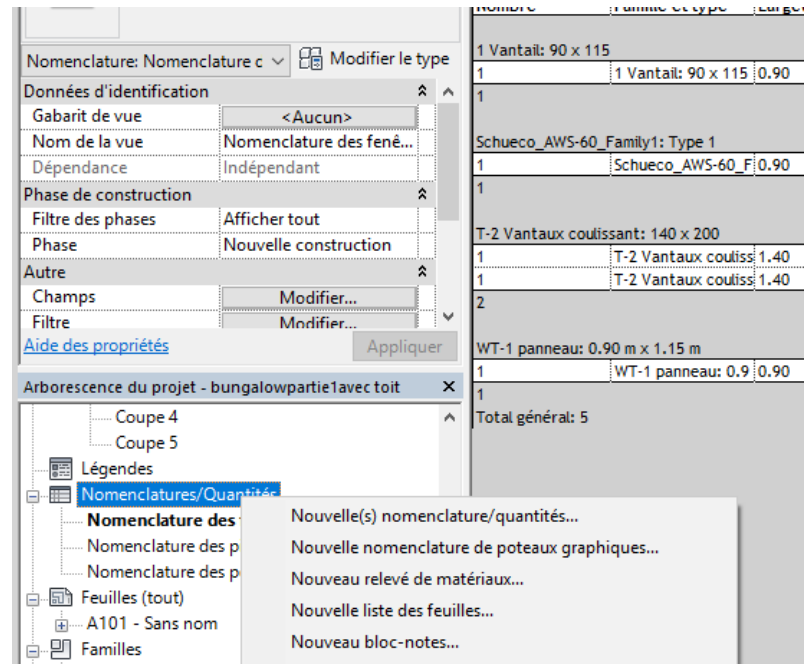 Nomenclature: Nomenclature c
Modifier le type
Données d'identification
Gabarit de vue <Aucun>
Nom de la vue Nomenclature des fenê...
Dépendance Indépendant
Phase de construction
Filtre des phases Afficher tout
Phase Nouvelle construction
Autre
Champs Modifier...
Filtre Modifier...
Aide des propriétés Appliquer
Arborescence du projet - bungalowpartie1avec toit
Coupe 4
Coupe 5
Légendes
Nomenclatures/Quantités
Nomenclature des
Nomenclature des p
Nomenclature des p
Feuilles (tout)
A101 - Sans nom
Familles
Nouvelle(s) nomenclature/quantités...
Nouvelle nomenclature de poteaux graphiques...
Nouveau relevé de matériaux...
Nouvelle liste des feuilles...
Nouveau bloc-notes...
Nombre Famille et type Large
1 Vantail: 90 x 115
1 1 Vantail: 90 x 115 0.90
1
Schueco_AWS-60_Family1: Type 1
1 Schueco_AWS-60_F 0.90
1
T-2 Vantaux coulissant: 140 x 200
1 T-2 Vantaux couliss 1.40
1 T-2 Vantaux couliss 1.40
2
WT-1 panneau: 0.90 m x 1.15 m
1 WT-1 panneau: 0.9 0.90
1
Total général: 5